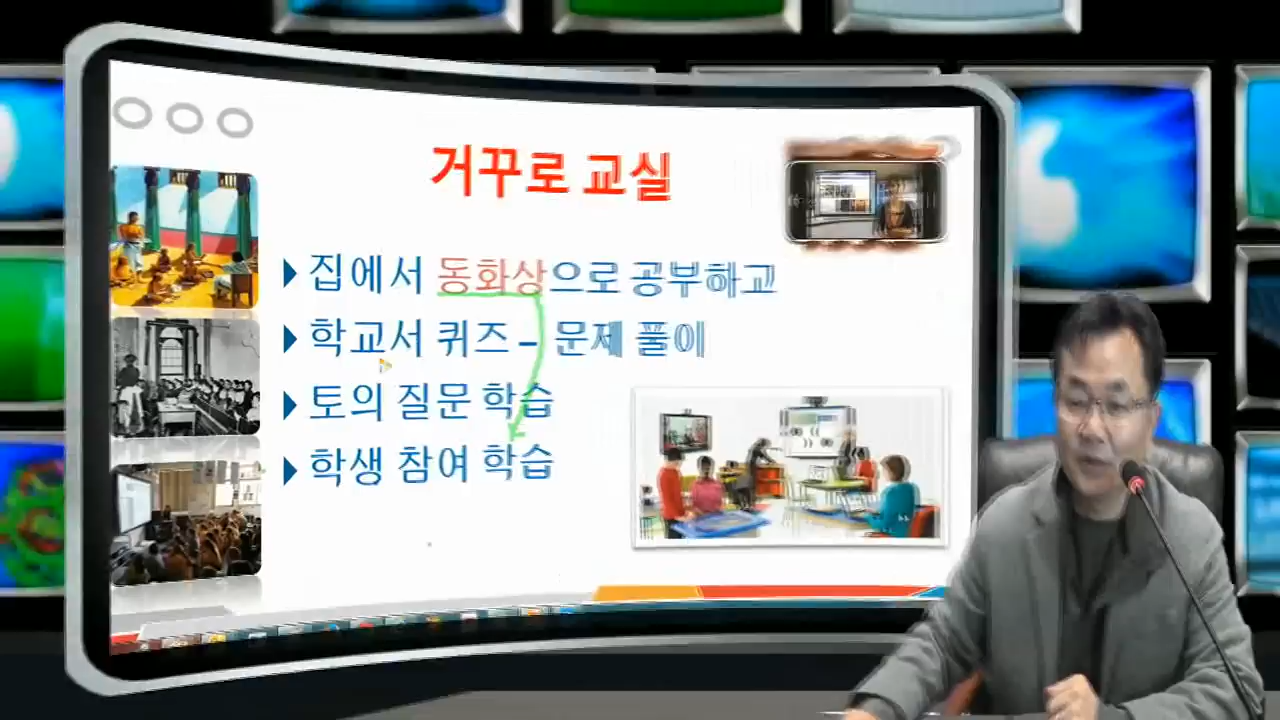 거꾸로 교실
집에서 동화상으로 공부하고
학교서 퀴즈 – 문제 풀이
토의 질문 학습
학생 참여 학습